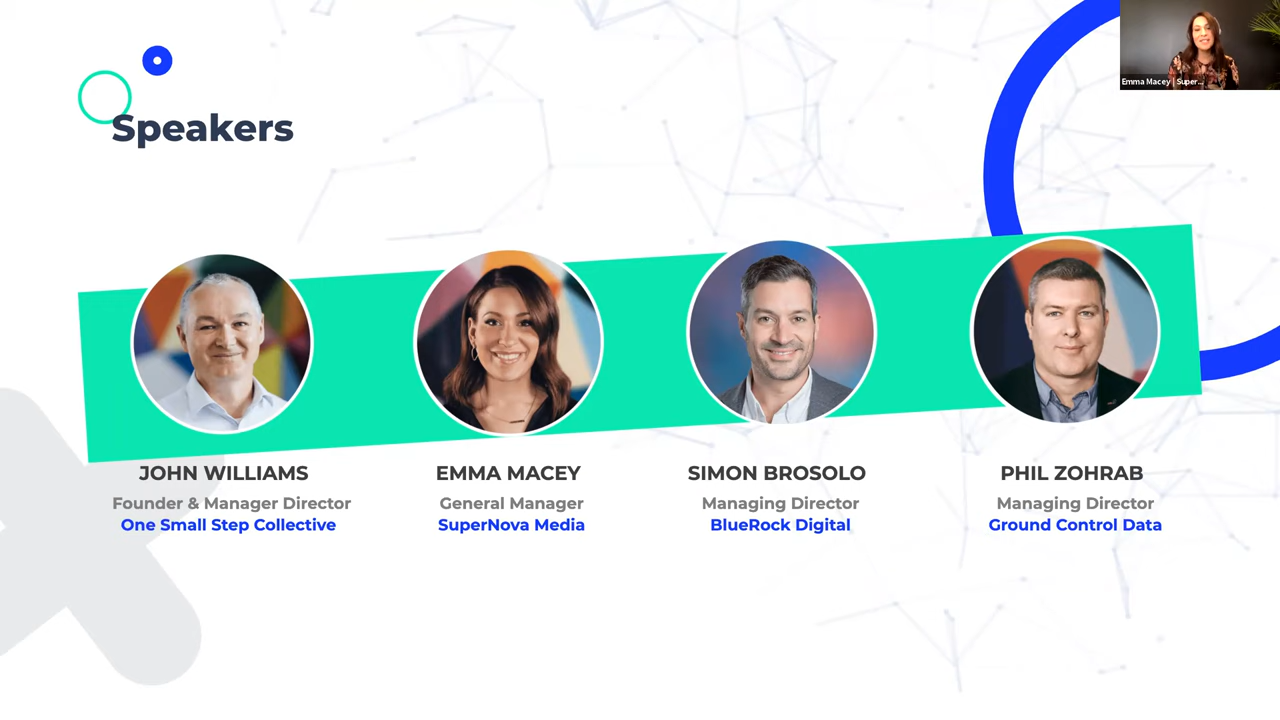 Speakers
Emma Macey | Super...
JOHN WILLIAMS
Founder & Manager Director
One Small Step Collective
EMMA MACEY
General Manager
SuperNova Media
SIMON BROSOLO
Managing Director
BlueRock Digital
PHIL ZOHRAB
Managing Director
Ground Control Data